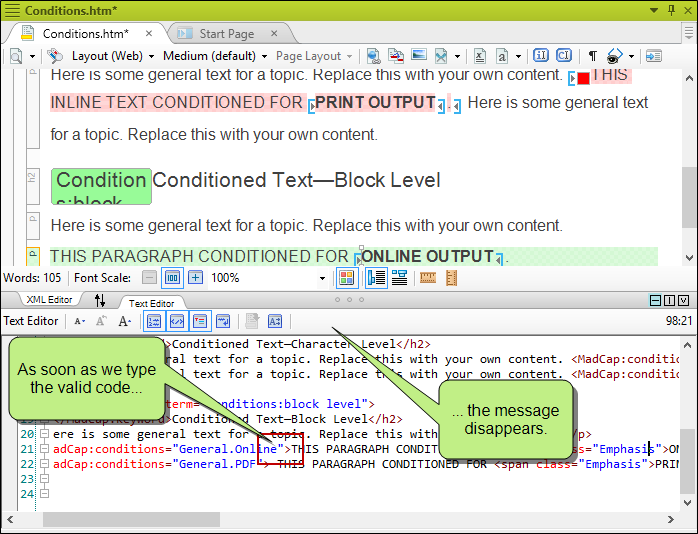 Conditions.htm*
Conditions.htm* × Start Page ×
Layout (Web) Medium (default) Page Layout
Here is some general text for a topic. Replace this with your own content. THIS
INLINE TEXT CONDITIONED FOR PRINT OUTPUT . Here is some general text
for a topic. Replace this with your own content.
h2
Condition
s:block
Conditioned Text—Block Level
p
Here is some general text for a topic. Replace this with your own content.
p
THIS PARAGRAPH CONDITIONED FOR ONLINE OUTPUT .
Words: 105 Font Scale: 100 100%
XML Editor Text Editor
Text Editor 98:21
>Conditioned Text—Character Level</h2>
ral text for a topic. Replace this with your own content. <MadCap:conditio
ral text for a topic. Replace this with your own content. <MadCap:conditio
As soon as we type
the valid code...
... the message
disappears.
term= onditions:block level">
</MadCap:keyword>Conditioned Text—Block Level</h2>
20 ere is some general text for a topic. Replace this with /p>
21 adCap:conditions="General.Online">THIS PARAGRAPH CONDIT class="Emphasis">ON
22 adCap:conditions="General.PDF"> THIS PARAGRAPH CONDITIONED FOR <span class="Emphasis">PRIN
23
24